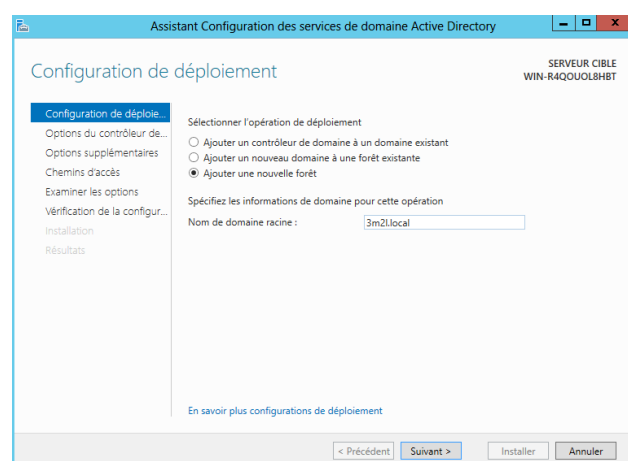 Assistant Configuration des services de domaine Active Directory
Configuration de déploiement
SERVEUR CIBLE
WIN-R4QOUOL8HBT
Configuration de déploie...
Options du contrôleur de...
Options supplémentaires
Chemins d'accès
Examiner les options
Vérification de la configur...
Installation
Résultats
Sélectionner l'opération de déploiement
Ajouter un contrôleur de domaine à un domaine existant
Ajouter un nouveau domaine à une forêt existante
Ajouter une nouvelle forêt
Spécifiez les informations de domaine pour cette opération
Nom de domaine racine :
3m2l.local
En savoir plus configurations de déploiement
< Précédent
Suivant >
Installer
Annuler